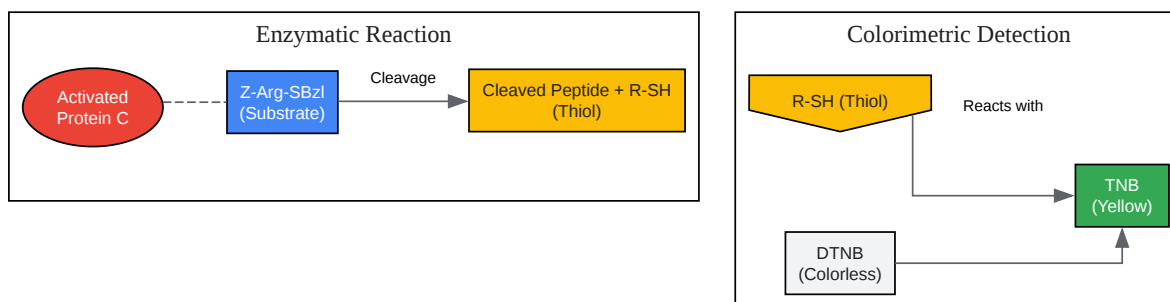 Enzymatic Reaction
Activated
Protein C
Z-Arg-SBzl
(Substrate)
Cleavage
Cleaved Peptide + R-SH
(Thiol)
Colorimetric Detection
R-SH (Thiol)
Reacts with
TNB
(Yellow)
DTNB
(Colorless)